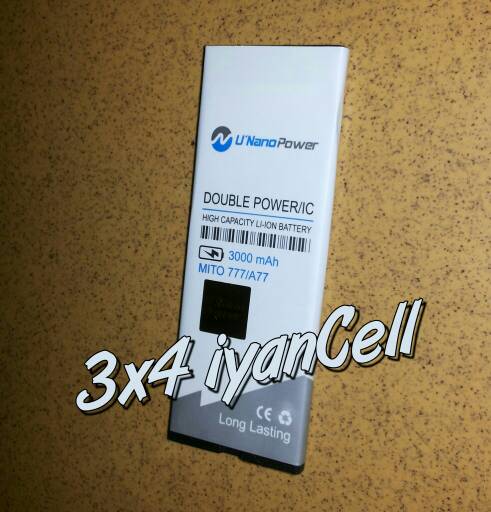 U'NanoPower
DOUBLE POWER/IC
HIGH CAPACITY LI-ION BATTERY
3000 mAh
MITO 777/A77
3x4 iyanCell
CE
Long Lasting